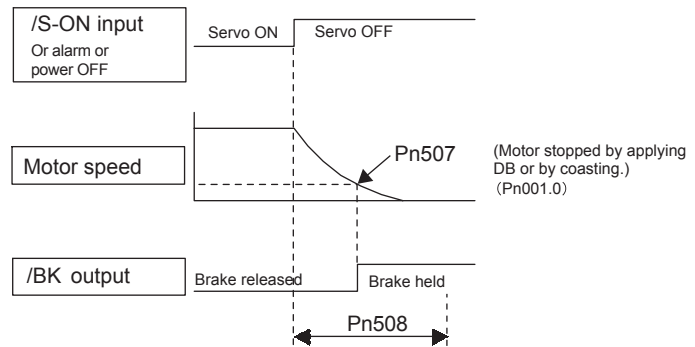 /S-ON input
Or alarm or
power OFF
Servo ON
Servo OFF
Motor speed
Pn507
(Motor stopped by applying
DB or by coasting.)
(Pn001.0)
/BK output
Brake released
Brake held
Pn508